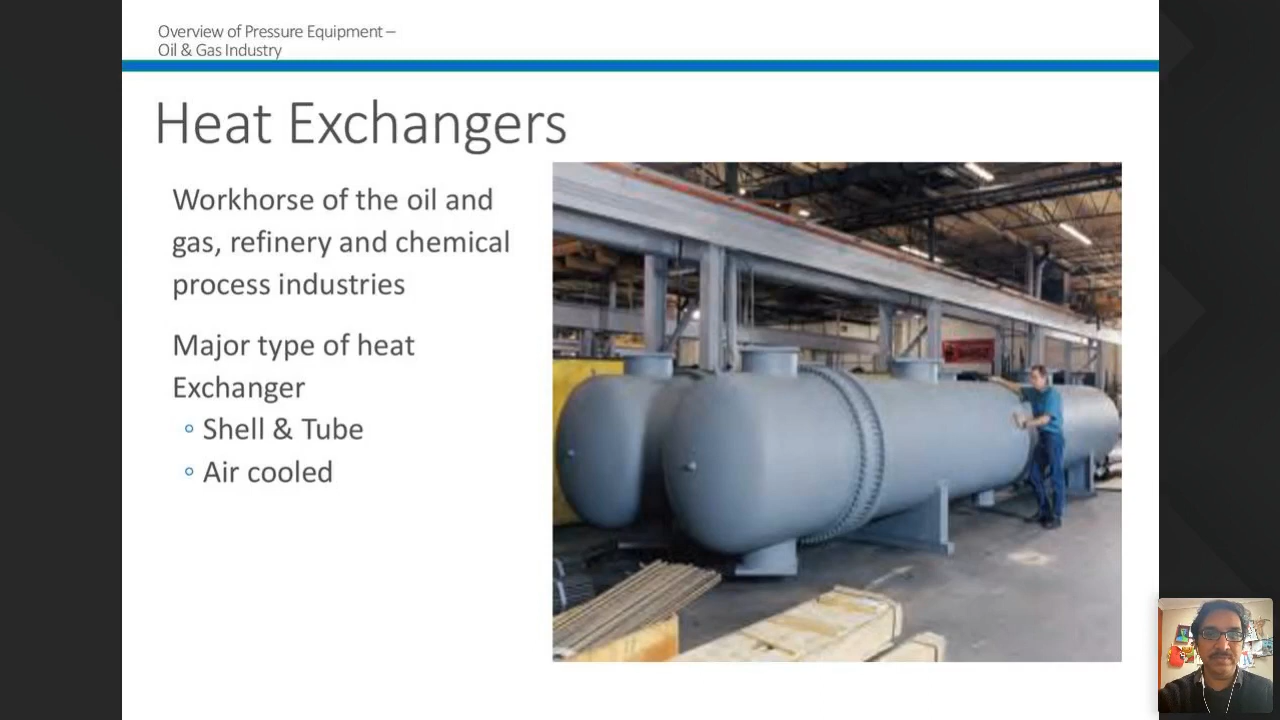 Overview of Pressure Equipment –
Oil & Gas Industry
Heat Exchangers
Workhorse of the oil and
gas, refinery and chemical
process industries
Major type of heat
Exchanger
◦ Shell & Tube
◦ Air cooled